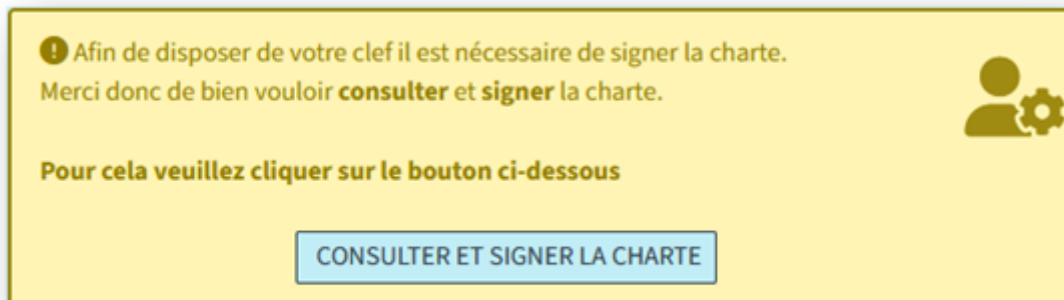 Afin de disposer de votre clef il est nécessaire de signer la charte.
Merci donc de bien vouloir consulter et signer la charte.
Pour cela veuillez cliquer sur le bouton ci-dessous
CONSULTER ET SIGNER LA CHARTE